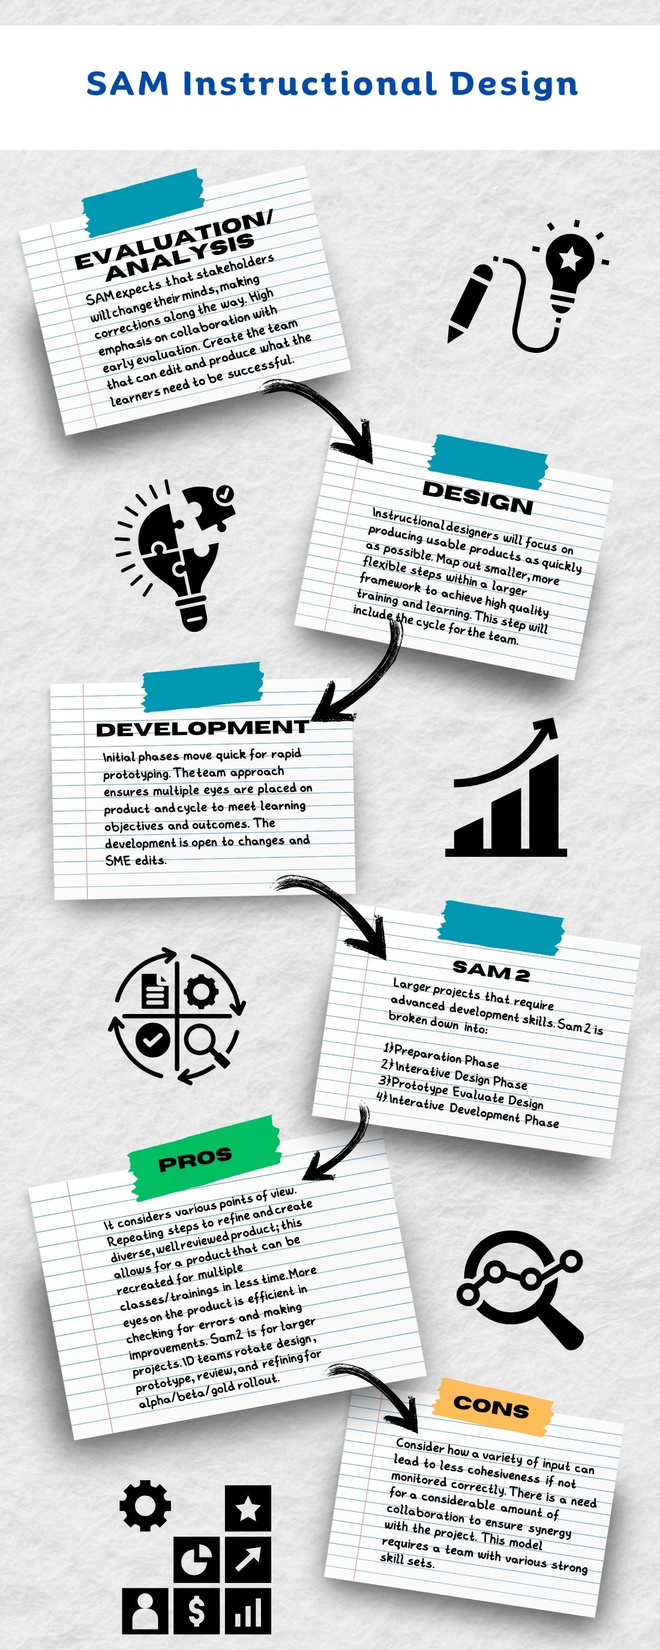 SAM Instructional Design
EVALUATION/
ANALYSIS
SAM expects that stakeholders
will change their minds, making
corrections along the way. High
emphasis on collaboration with
early evaluation. Create the team
that can edit and produce what the
learners need to be successful.
DESIGN
Instructional designers will focus on
producing usable products as quickly
as possible. Map out smaller, more
flexible steps within a larger
framework to achieve high quality
training and learning. This step will
include the cycle for the team.
DEVELOPMENT
Initial phases move quick for rapid
prototyping. The team approach
ensures multiple eyes are placed on
product and cycle to meet learning
objectives and outcomes. The
development is open to changes and
SME edits.
SAM 2
Larger projects that require
advanced development skills. Sam 2 is
broken down into:
1) Preparation Phase
2) Interative Design Phase
3) Prototype Evaluate Design
4) Interative Development Phase
PROS
It considers various points of view.
Repeating steps to refine and create
diverse, well reviewed product; this
allows for a product that can be
recreated for multiple
classes/trainings in less time. More
eyes on the product is efficient in
checking for errors and making
improvements. Sam2 is for larger
projects. ID teams rotate design,
prototype, review, and refining for
alpha/beta/gold rollout.
CONS
Consider how a variety of input can
lead to less cohesiveness if not
monitored correctly. There is a need
for a considerable amount of
collaboration to ensure synergy
with the project. This model
requires a team with various strong
skill sets.
$